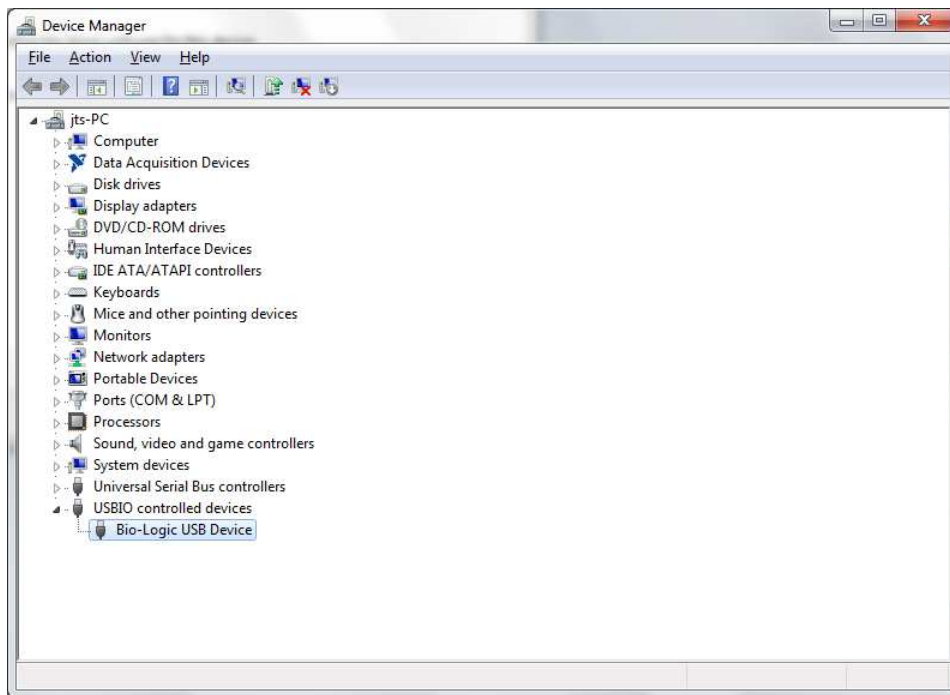 Device Manager
File Action View Help
jts-PC
Computer
Data Acquisition Devices
Disk drives
Display adapters
DVD/CD-ROM drives
Human Interface Devices
IDE ATA/ATAPI controllers
Keyboards
Mice and other pointing devices
Monitors
Network adapters
Portable Devices
Ports (COM & LPT)
Processors
Sound, video and game controllers
System devices
Universal Serial Bus controllers
USBIO controlled devices
Bio-Logic USB Device